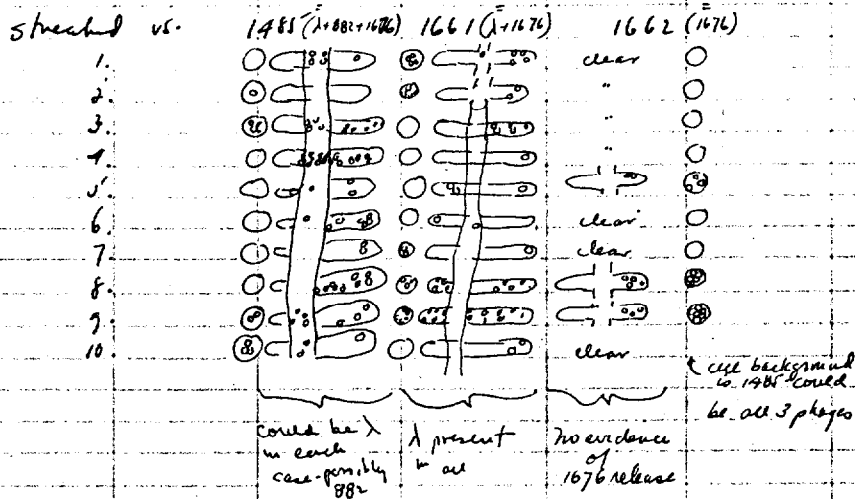 streaked vs. 1485 (λ+882+1676) 1661 (λ+1676) 1662 (1676)
1. clear
2. "
3. "
4. "
5.
6 clear
7 clear
8
9
10. clear
could be λ
in each
case-possibly
882
λ present
in all
No evidence
of
1676 release
background
is 1485 could
be all 3 phages